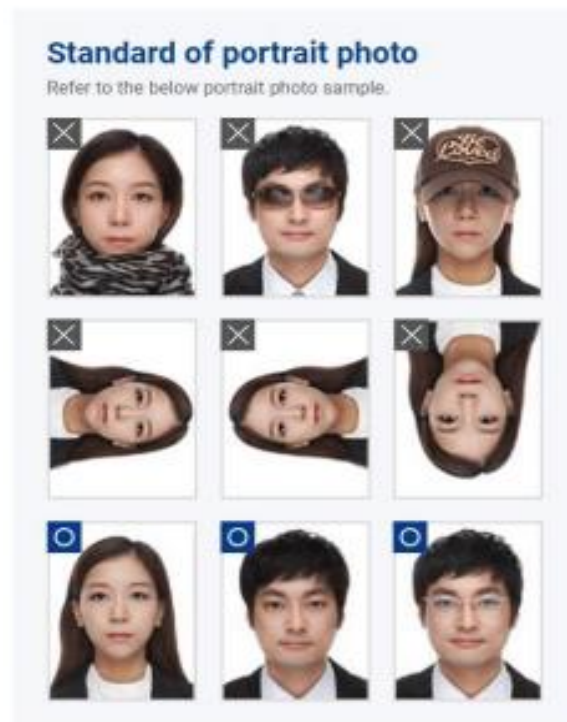 Standard of portrait photo
Refer to the below portrait photo sample.